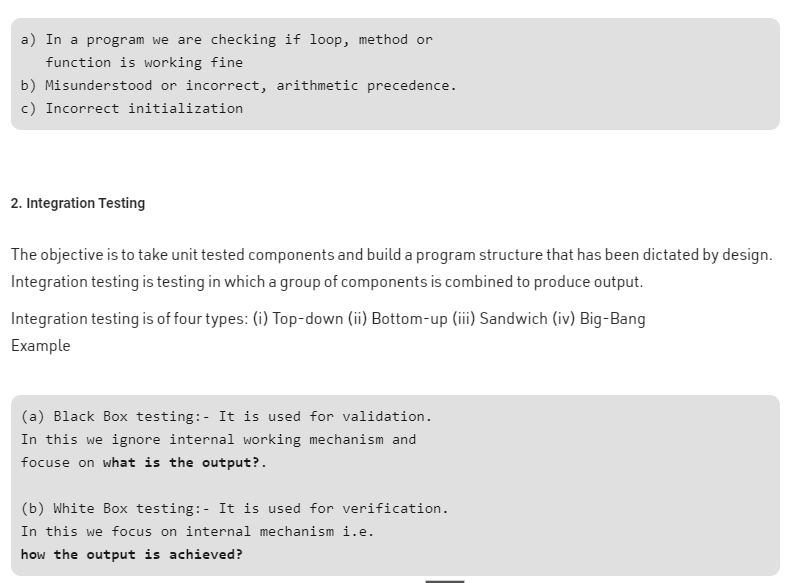 a) In a program we are checking if loop, method or
function is working fine
b) Misunderstood or incorrect, arithmetic precedence.
c) Incorrect initialization
2. Integration Testing
The objective is to take unit tested components and build a program structure that has been dictated by design.
Integration testing is testing in which a group of components is combined to produce output.
Integration testing is of four types: (i) Top-down (ii) Bottom-up (iii) Sandwich (iv) Big-Bang
Example
(a) Black Box testing:- It is used for validation.
In this we ignore internal working mechanism and
focuse on what is the output?.
(b) White Box testing:- It is used for verification.
In this we focus on internal mechanism i.e.
how the output is achieved?